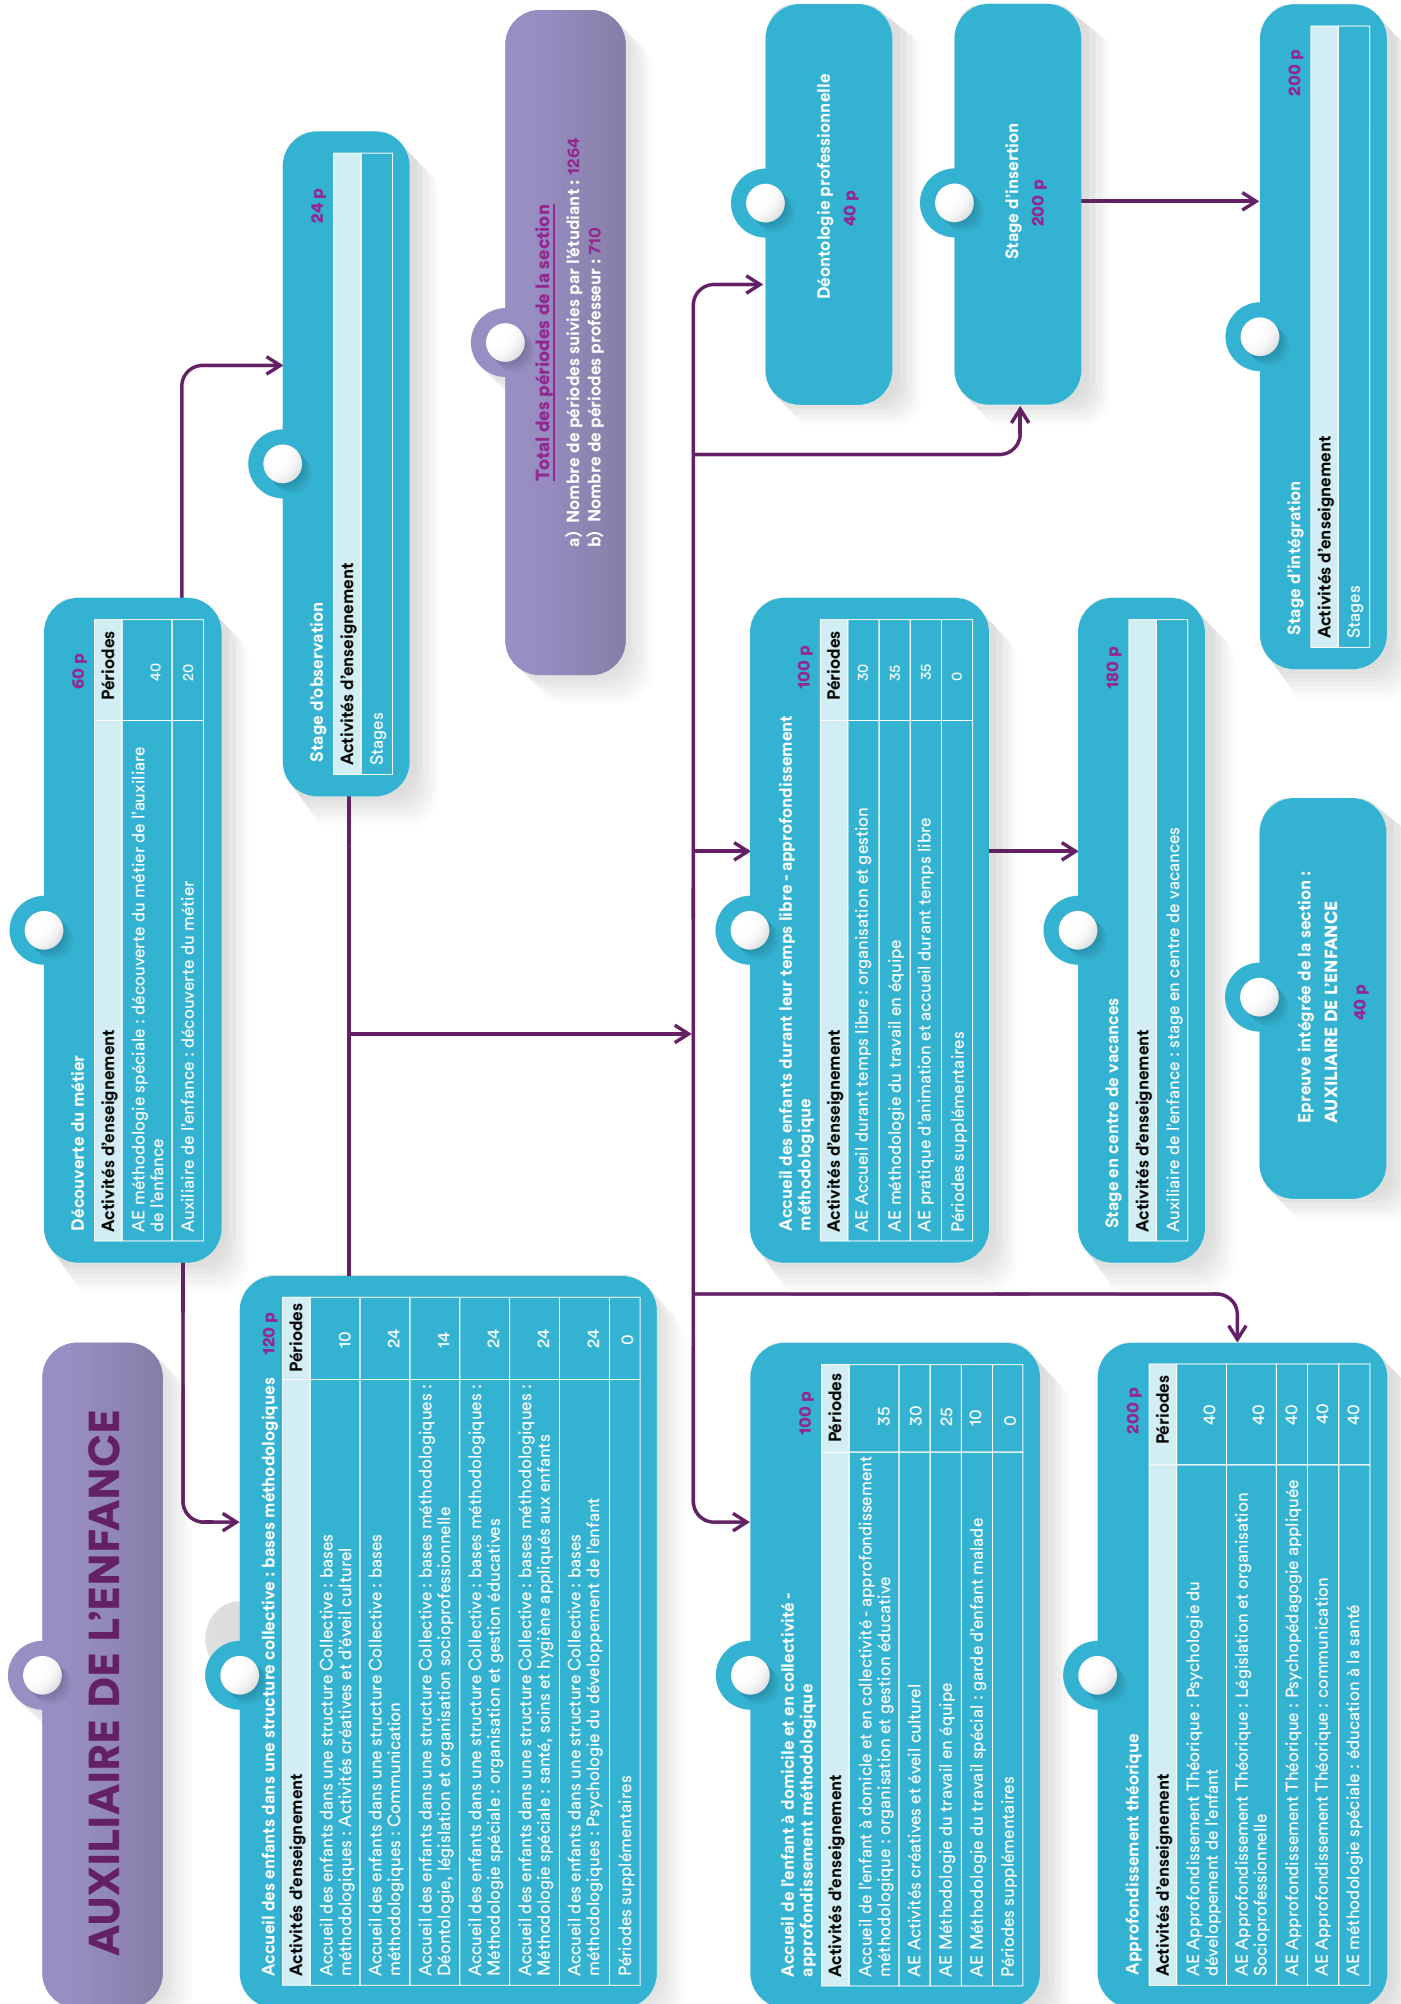 AUXILIAIRE DE L'ENFANCE
Découverte du métier
60 p
Activités d'enseignement Périodes
AE méthodologie spéciale : découverte du métier de l'auxiliaire
de l'enfance
40
Auxiliaire de l'enfance : découverte du métier 20
Accueil des enfants dans une structure collective : bases méthodologiques
120 p
Activités d'enseignement Périodes
Accueil des enfants dans une structure Collective : bases
méthodologiques : Activités créatives et d'éveil culturel
10
Accueil des enfants dans une structure Collective : bases
méthodologiques : Communication
24
Accueil des enfants dans une structure Collective : bases méthodologiques :
Déontologie, législation et organisation socioprofessionnelle
14
Accueil des enfants dans une structure Collective : bases méthodologiques :
Méthodologie spéciale : organisation et gestion éducatives
24
Accueil des enfants dans une structure Collective : bases méthodologiques :
Méthodologie spéciale : santé, soins et hygiène appliqués aux enfants
24
Accueil des enfants dans une structure Collective : bases
méthodologiques : Psychologie du développement de l'enfant
24
Périodes supplémentaires 0
Stage d'observation
24 p
Activités d'enseignement
Stages
Total des périodes de la section
a) Nombre de périodes suivies par l'étudiant : 1264
b) Nombre de périodes professeur : 710
Accueil de l'enfant à domicile et en collectivité -
approfondissement méthodologique
100 p
Activités d'enseignement Périodes
Accueil de l'enfant à domicle et en collectivité - approfondissement
méthodologique : organisation et gestion éducative
35
AE Activités créatives et éveil culturel 30
AE Méthodologie du travail en équipe 25
AE Méthodologie du travail spécial : garde d'enfant malade 10
Périodes supplémentaires 0
Accueil des enfants durant leur temps libre - approfondissement
méthodologique
100 p
Activités d'enseignement Périodes
AE Accueil durant temps libre : organisation et gestion 30
AE méthodologie du travail en équipe 35
AE pratique d'animation et accueil durant temps libre 35
Périodes supplémentaires 0
Déontologie professionnelle
40 p
Stage d'insertion
200 p
Approfondissement théorique
200 p
Activités d'enseignement Périodes
AE Approfondissement Théorique : Psychologie du
développement de l'enfant
40
AE Approfondissement Théorique : Législation et organisation
Socioprofessionnelle
40
AE Approfondissement Théorique : Psychopédagogie appliquée 40
AE Approfondissement Théorique : communication 40
AE méthodologie spéciale : éducation à la santé 40
Stage en centre de vacances
180 p
Activités d'enseignement
Auxiliaire de l'enfance : stage en centre de vacances
Epreuve intégrée de la section :
AUXILIAIRE DE L'ENFANCE
40 p
Stage d'intégration
200 p
Activités d'enseignement
Stages